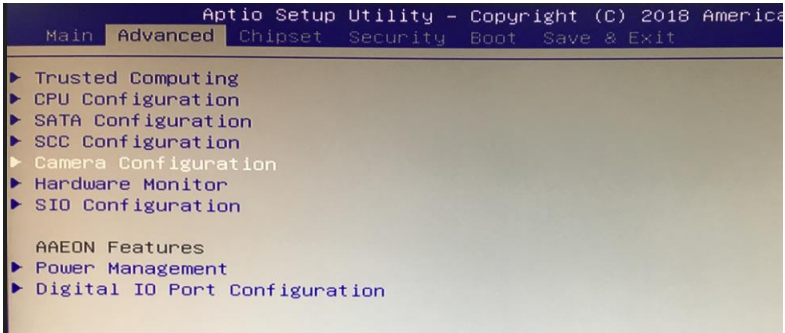 Aptio Setup Utility – Copyright (C) 2018 America
Main Advanced Chipset Security Boot Save & Exit
Trusted Computing
CPU Configuration
SATA Configuration
SCC Configuration
Camera Configuration
Hardware Monitor
SIO Configuration
AAEON Features
Power Management
Digital IO Port Configuration